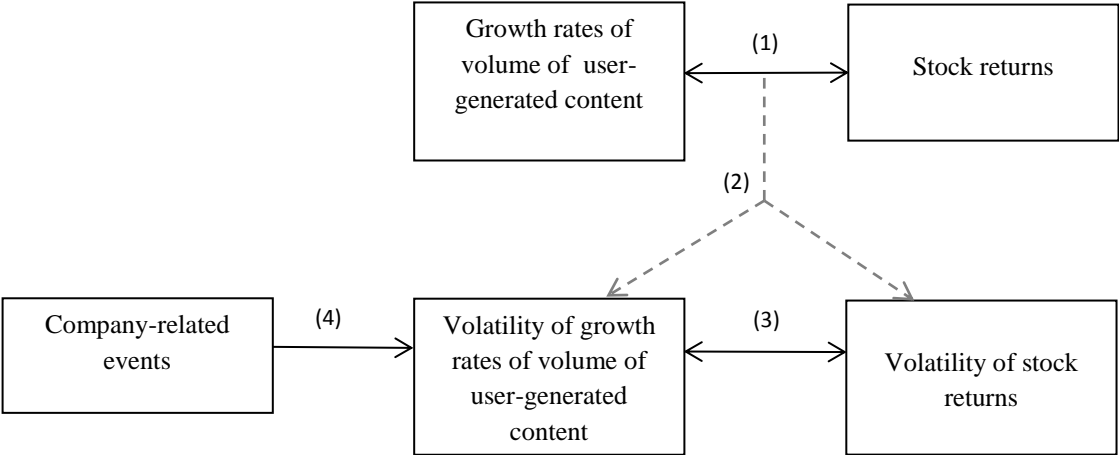 Growth rates of
volume of user-
generated content
(1)
Stock returns
(2)
Company-related
events
(4)
Volatility of growth
rates of volume of
user-generated
content
(3)
Volatility of stock
returns